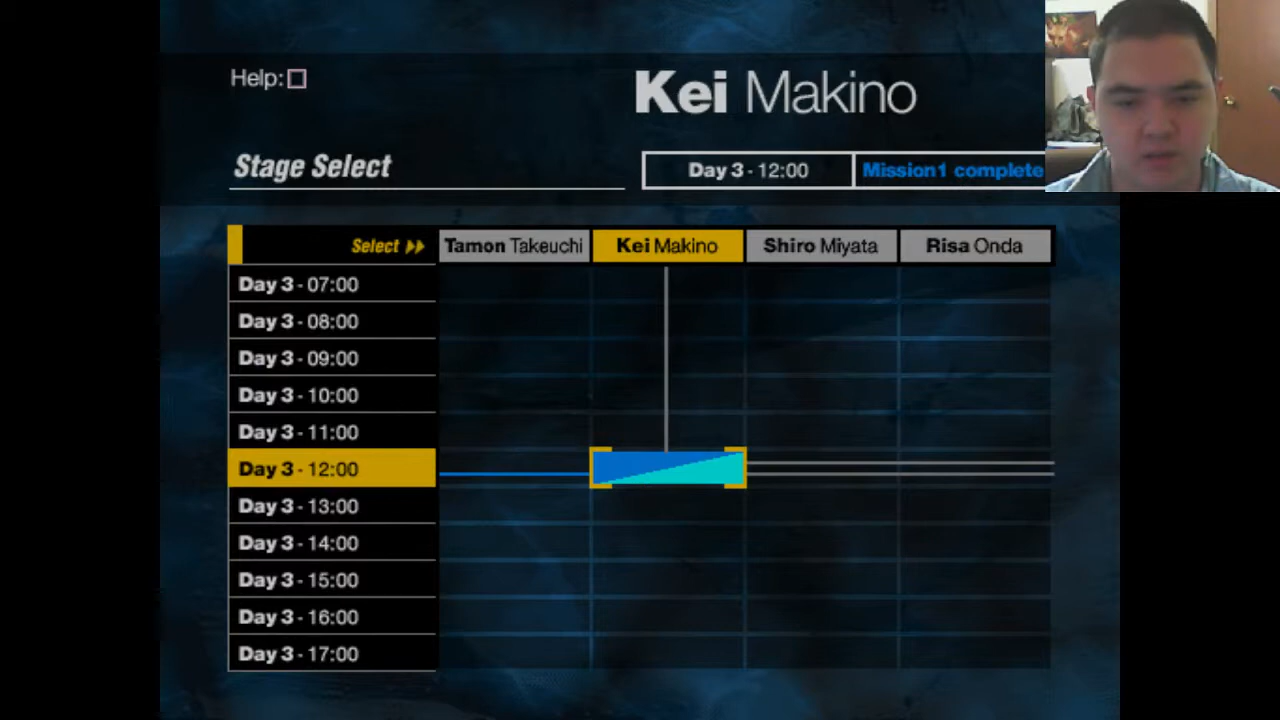 Help:
Kei Makino
Stage Select
Day 3 - 12:00 Mission1 complete
Select Tamon Takeuchi Kei Makino Shiro Miyata Risa Onda
Day 3 - 07:00
Day 3 - 08:00
Day 3 - 09:00
Day 3 - 10:00
Day 3 - 11:00
Day 3 - 12:00
Day 3 - 13:00
Day 3 - 14:00
Day 3 - 15:00
Day 3 - 16:00
Day 3 - 17:00